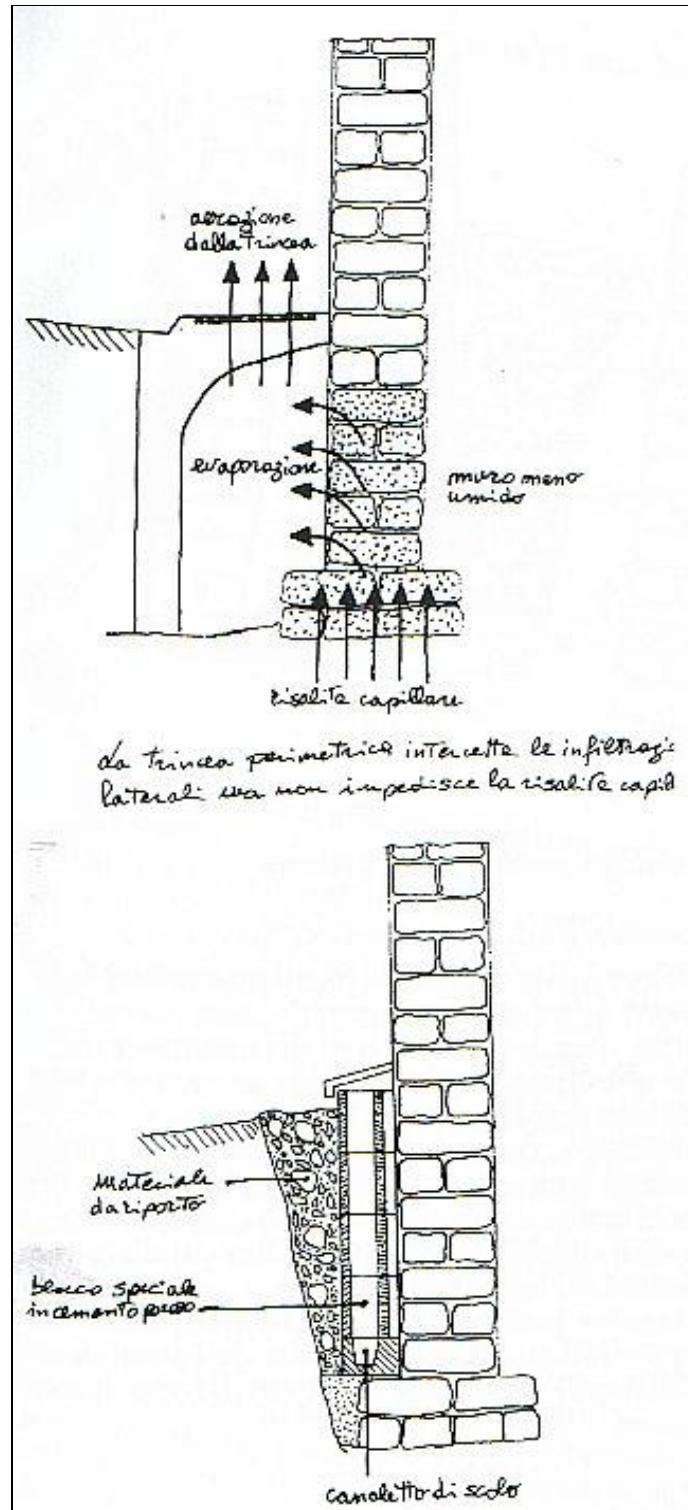 aerazione
dalla trincea
evaporazione
muro meno
umido
risalita capillare
La trincea perimetrica intercetta le infiltrazi
laterali ma non impedisce la risalita capil
materiale
da riporto
blocco speciale
in cemento poroso
canaletto di scolo